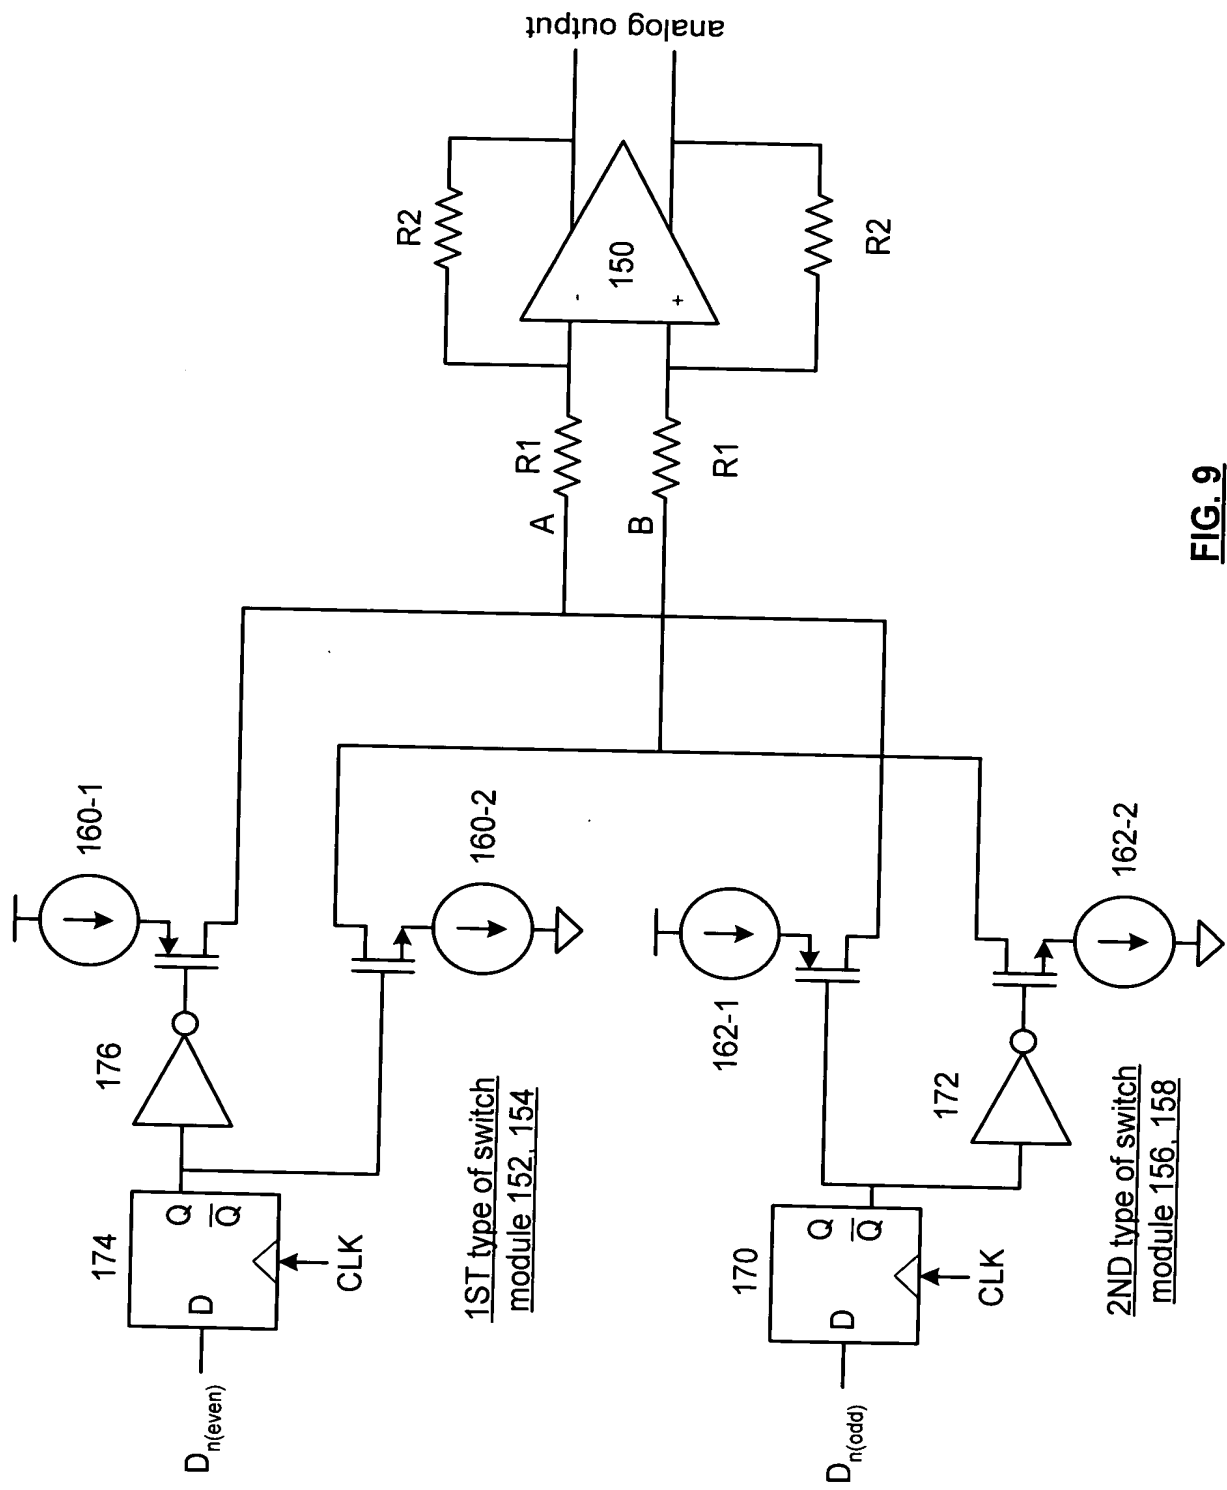 D_n(even)
174
D
Q
Q̅
CLK
176
160-1
160-2
1ST type of switch
module 152, 154
D_n(odd)
170
D
Q
Q̅
CLK
172
162-1
162-2
2ND type of switch
module 156, 158
A
B
R1
R1
R2
R2
-
+
150
analog output
FIG. 9